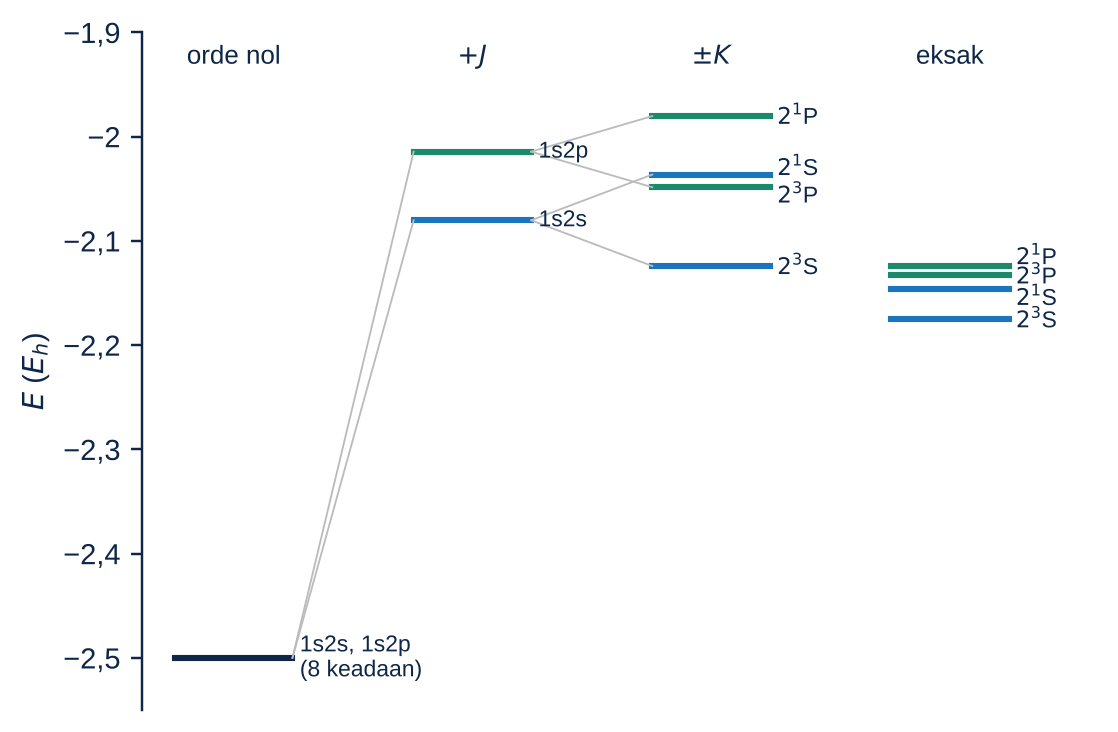 orde nol
+J
±K
eksak
−1,9
−2
−2,1
−2,2
−2,3
−2,4
−2,5
E (Eₕ)
1s2s, 1s2p
(8 keadaan)
1s2p
1s2s
2¹P
2¹S
2³P
2³S
2¹P
2³P
2¹S
2³S